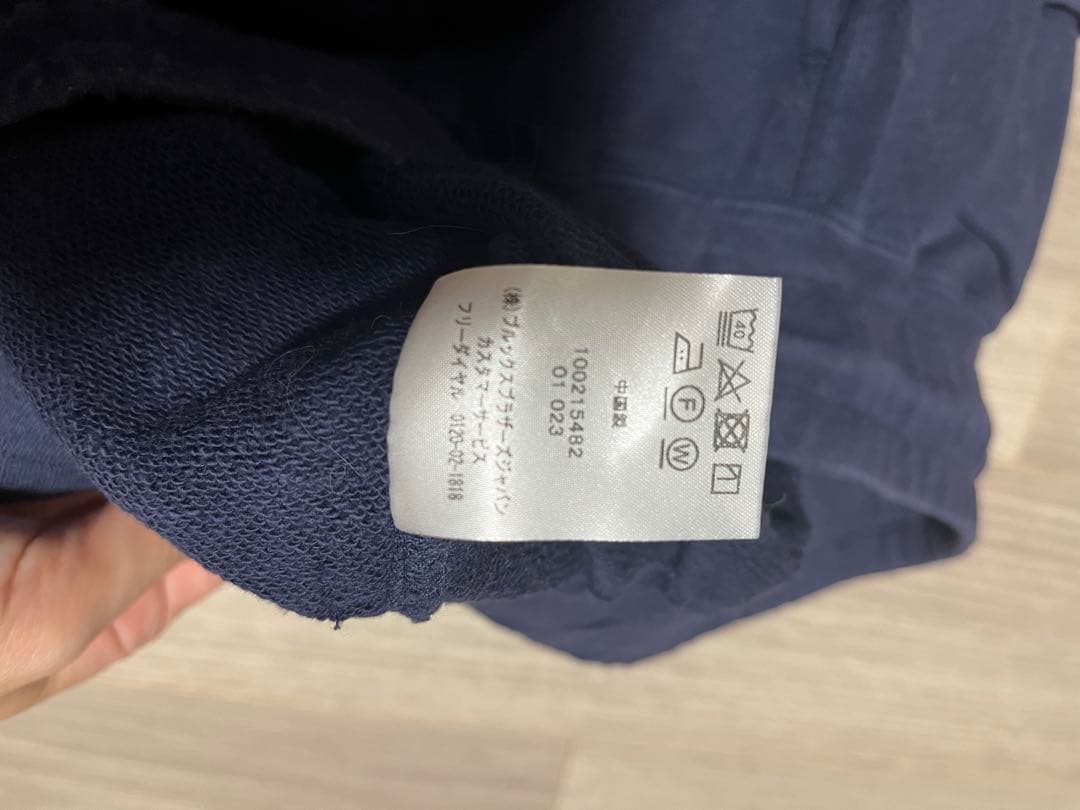 40
F W
中国製
100215482
01 023
(株)ブルックスブラザーズジャパン
カスタマーサービス
フリーダイヤル 0120-02-1818